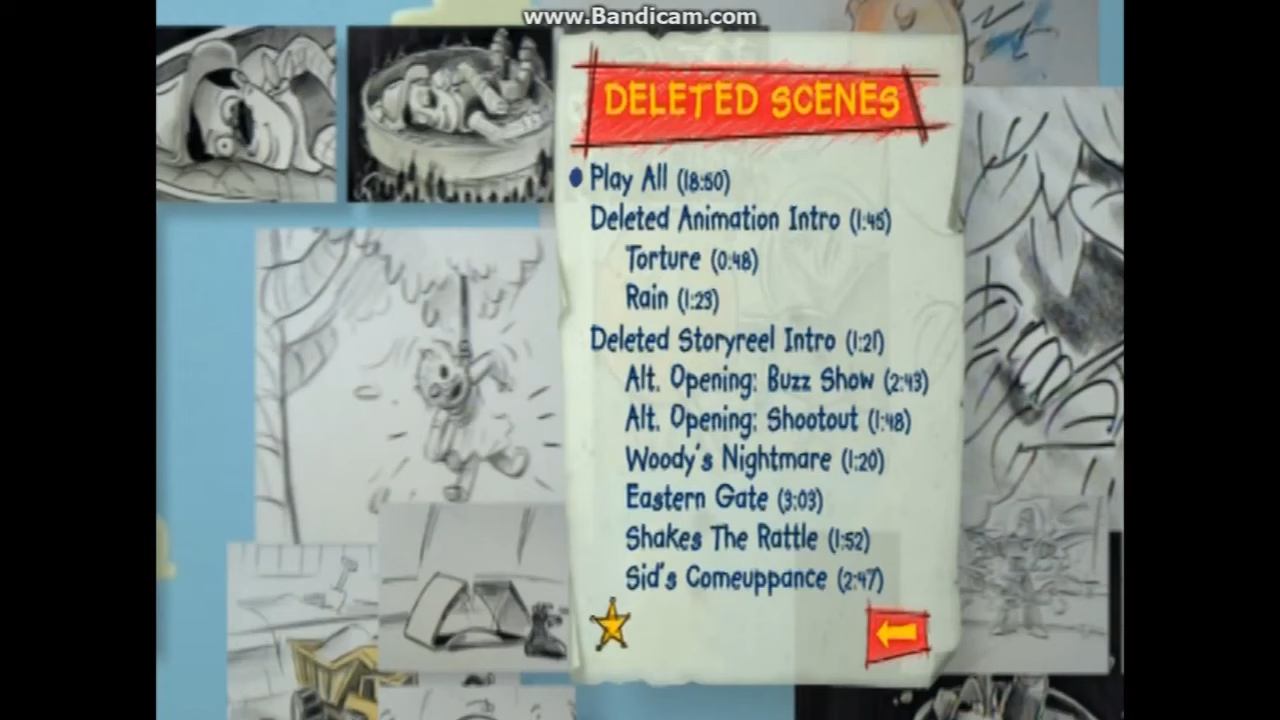 www.Bandicam.com
DELETED SCENES
Play All (18:50)
Deleted Animation Intro (1:45)
Torture (0:48)
Rain (1:23)
Deleted Storyreel Intro (1:21)
Alt. Opening: Buzz Show (2:43)
Alt. Opening: Shootout (1:48)
Woody's Nightmare (1:20)
Eastern Gate (3:03)
Shakes The Rattle (1:52)
Sid's Comeuppance (2:47)